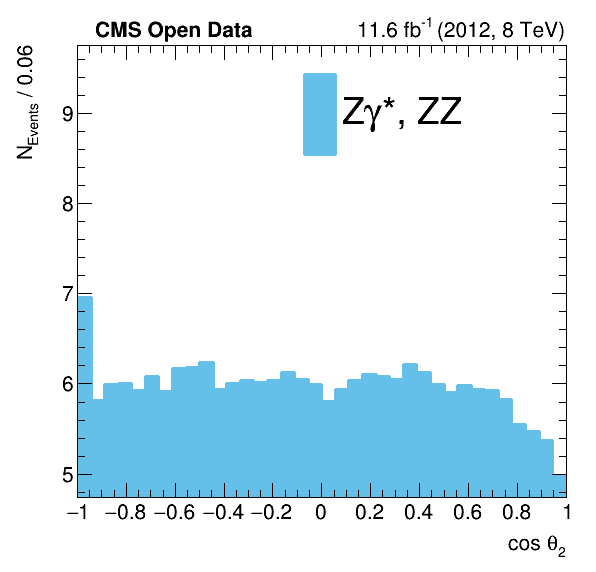 CMS Open Data 11.6 fb⁻¹ (2012, 8 TeV)
N_Events / 0.06
Zγ*, ZZ
9
8
7
6
5
−1 −0.8 −0.6 −0.4 −0.2 0 0.2 0.4 0.6 0.8 1
cos θ₂